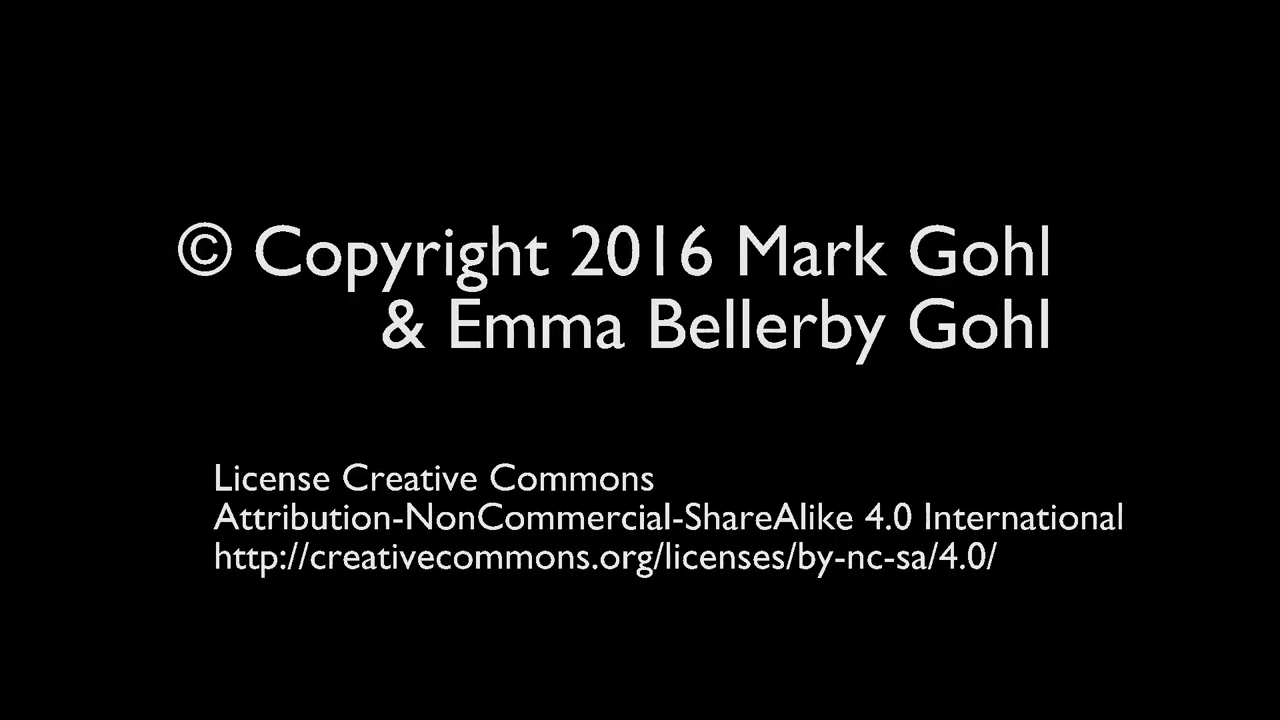 © Copyright 2016 Mark Gohl
& Emma Bellerby Gohl
License Creative Commons
Attribution-NonCommercial-ShareAlike 4.0 International
http://creativecommons.org/licenses/by-nc-sa/4.0/